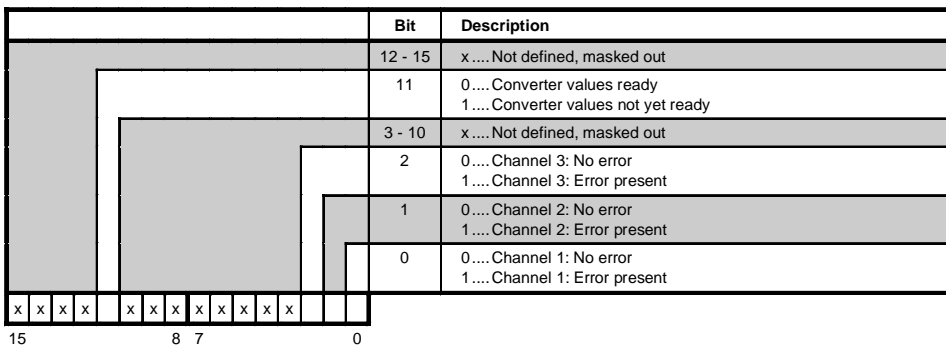 Bit Description
12 - 15 x....Not defined, masked out
11 0....Converter values ready
1....Converter values not yet ready
3 - 10 x....Not defined, masked out
2 0....Channel 3: No error
1....Channel 3: Error present
1 0....Channel 2: No error
1....Channel 2: Error present
0 0....Channel 1: No error
1....Channel 1: Error present
x x x x x x x x x x x x
15 8 7 0